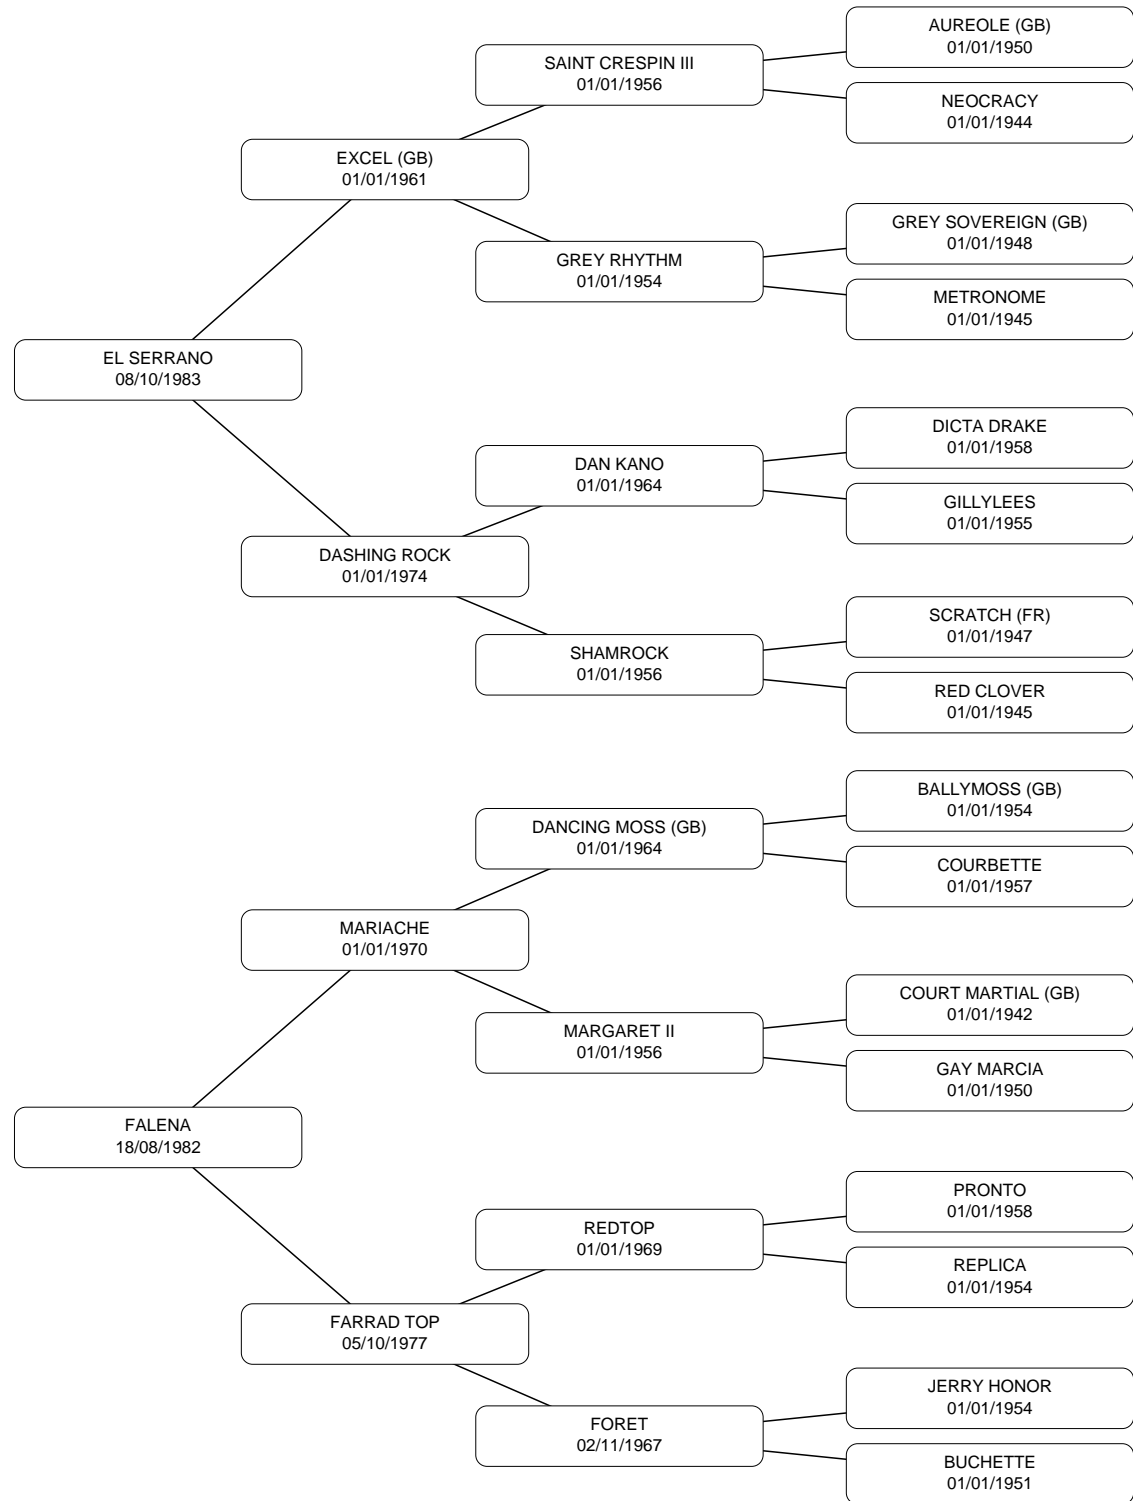 AUREOLE (GB)
01/01/1950
SAINT CRESPIN III
01/01/1956
NEOCRACY
01/01/1944
EXCEL (GB)
01/01/1961
GREY SOVEREIGN (GB)
01/01/1948
GREY RHYTHM
01/01/1954
METRONOME
01/01/1945
EL SERRANO
08/10/1983
DICTA DRAKE
01/01/1958
DAN KANO
01/01/1964
GILLYLEES
01/01/1955
DASHING ROCK
01/01/1974
SCRATCH (FR)
01/01/1947
SHAMROCK
01/01/1956
RED CLOVER
01/01/1945
BALLYMOSS (GB)
01/01/1954
DANCING MOSS (GB)
01/01/1964
COURBETTE
01/01/1957
MARIACHE
01/01/1970
COURT MARTIAL (GB)
01/01/1942
MARGARET II
01/01/1956
GAY MARCIA
01/01/1950
FALENA
18/08/1982
PRONTO
01/01/1958
REDTOP
01/01/1969
REPLICA
01/01/1954
FARRAD TOP
05/10/1977
JERRY HONOR
01/01/1954
FORET
02/11/1967
BUCHETTE
01/01/1951